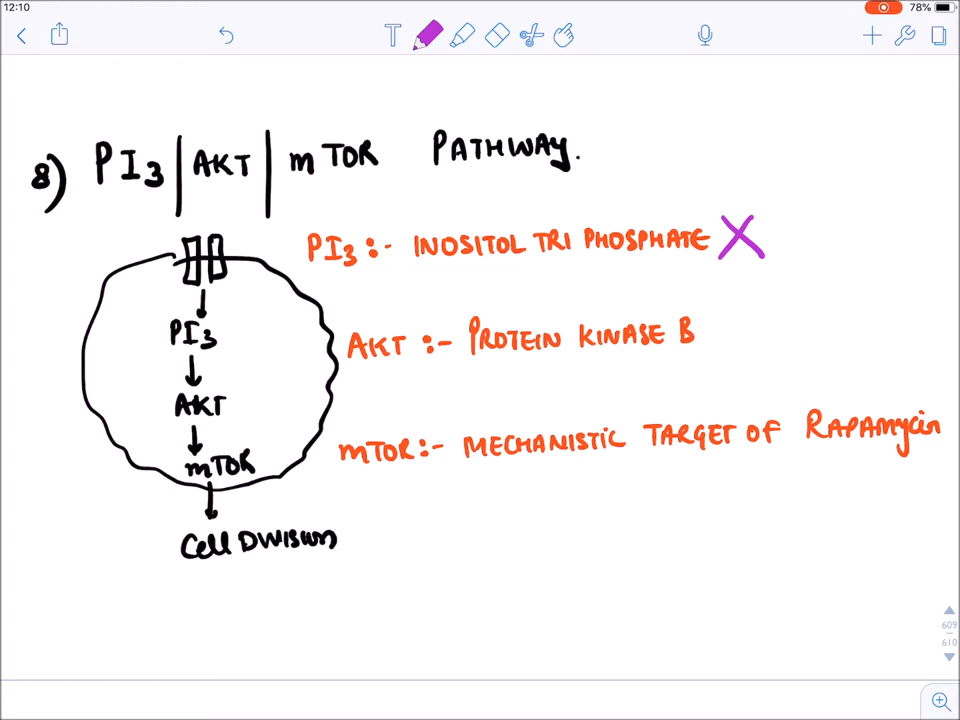 12:10
78%
T
8) PI3 | AKT | mTOR PATHWAY.
PI3 :- INOSITOL TRI PHOSPHATE X
PI3
AKT :- PROTEIN KINASE B
AKT
mTOR :- MECHANISTIC TARGET OF RAPAMYCIN
mTOR
Cell Division
609
610